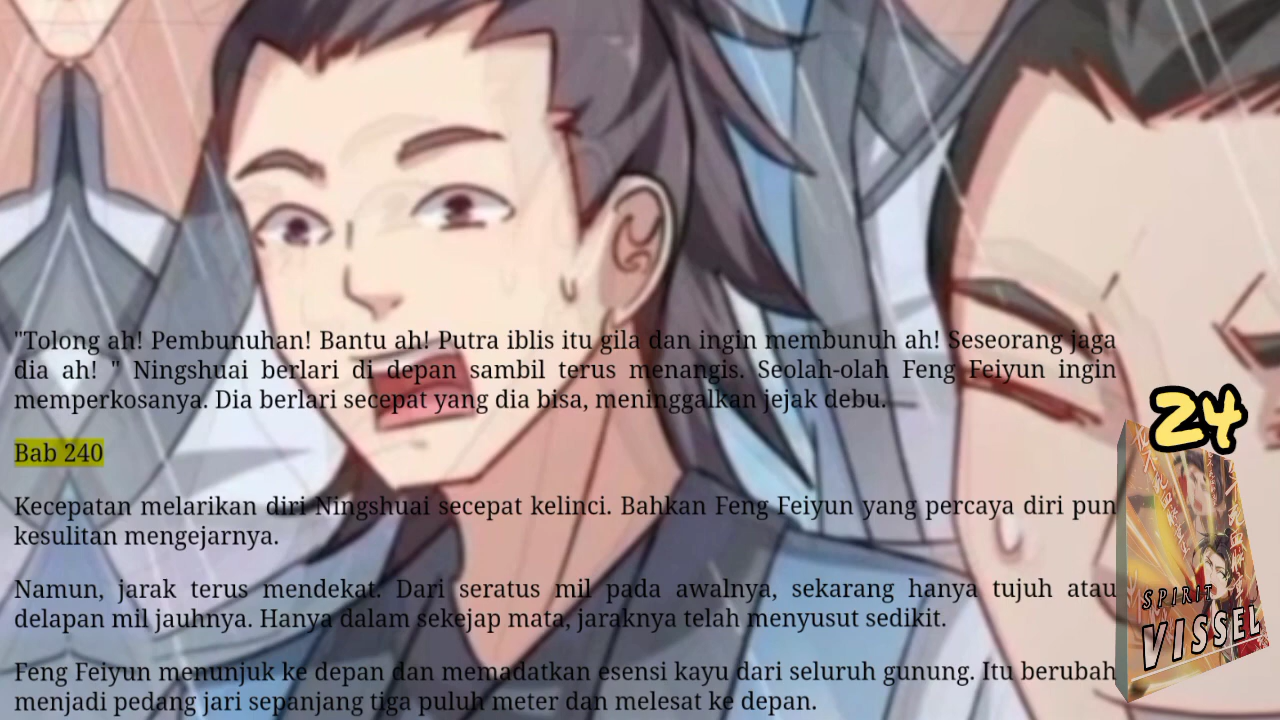 "Tolong ah! Pembunuhan! Bantu ah! Putra iblis itu gila dan ingin membunuh ah! Seseorang jaga
dia ah! " Ningshuai berlari di depan sambil terus menangis. Seolah-olah Feng Feiyun ingin
memperkosanya. Dia berlari secepat yang dia bisa, meninggalkan jejak debu.
Bab 240
Kecepatan melarikan diri Ningshuai secepat kelinci. Bahkan Feng Feiyun yang percaya diri pun
kesulitan mengejarnya.
Namun, jarak terus mendekat. Dari seratus mil pada awalnya, sekarang hanya tujuh atau
delapan mil jauhnya. Hanya dalam sekejap mata, jaraknya telah menyusut sedikit.
Feng Feiyun menunjuk ke depan dan memadatkan esensi kayu dari seluruh gunung. Itu berubah
menjadi pedang jari sepanjang tiga puluh meter dan melesat ke depan.
24
SPIRIT
VISSEL